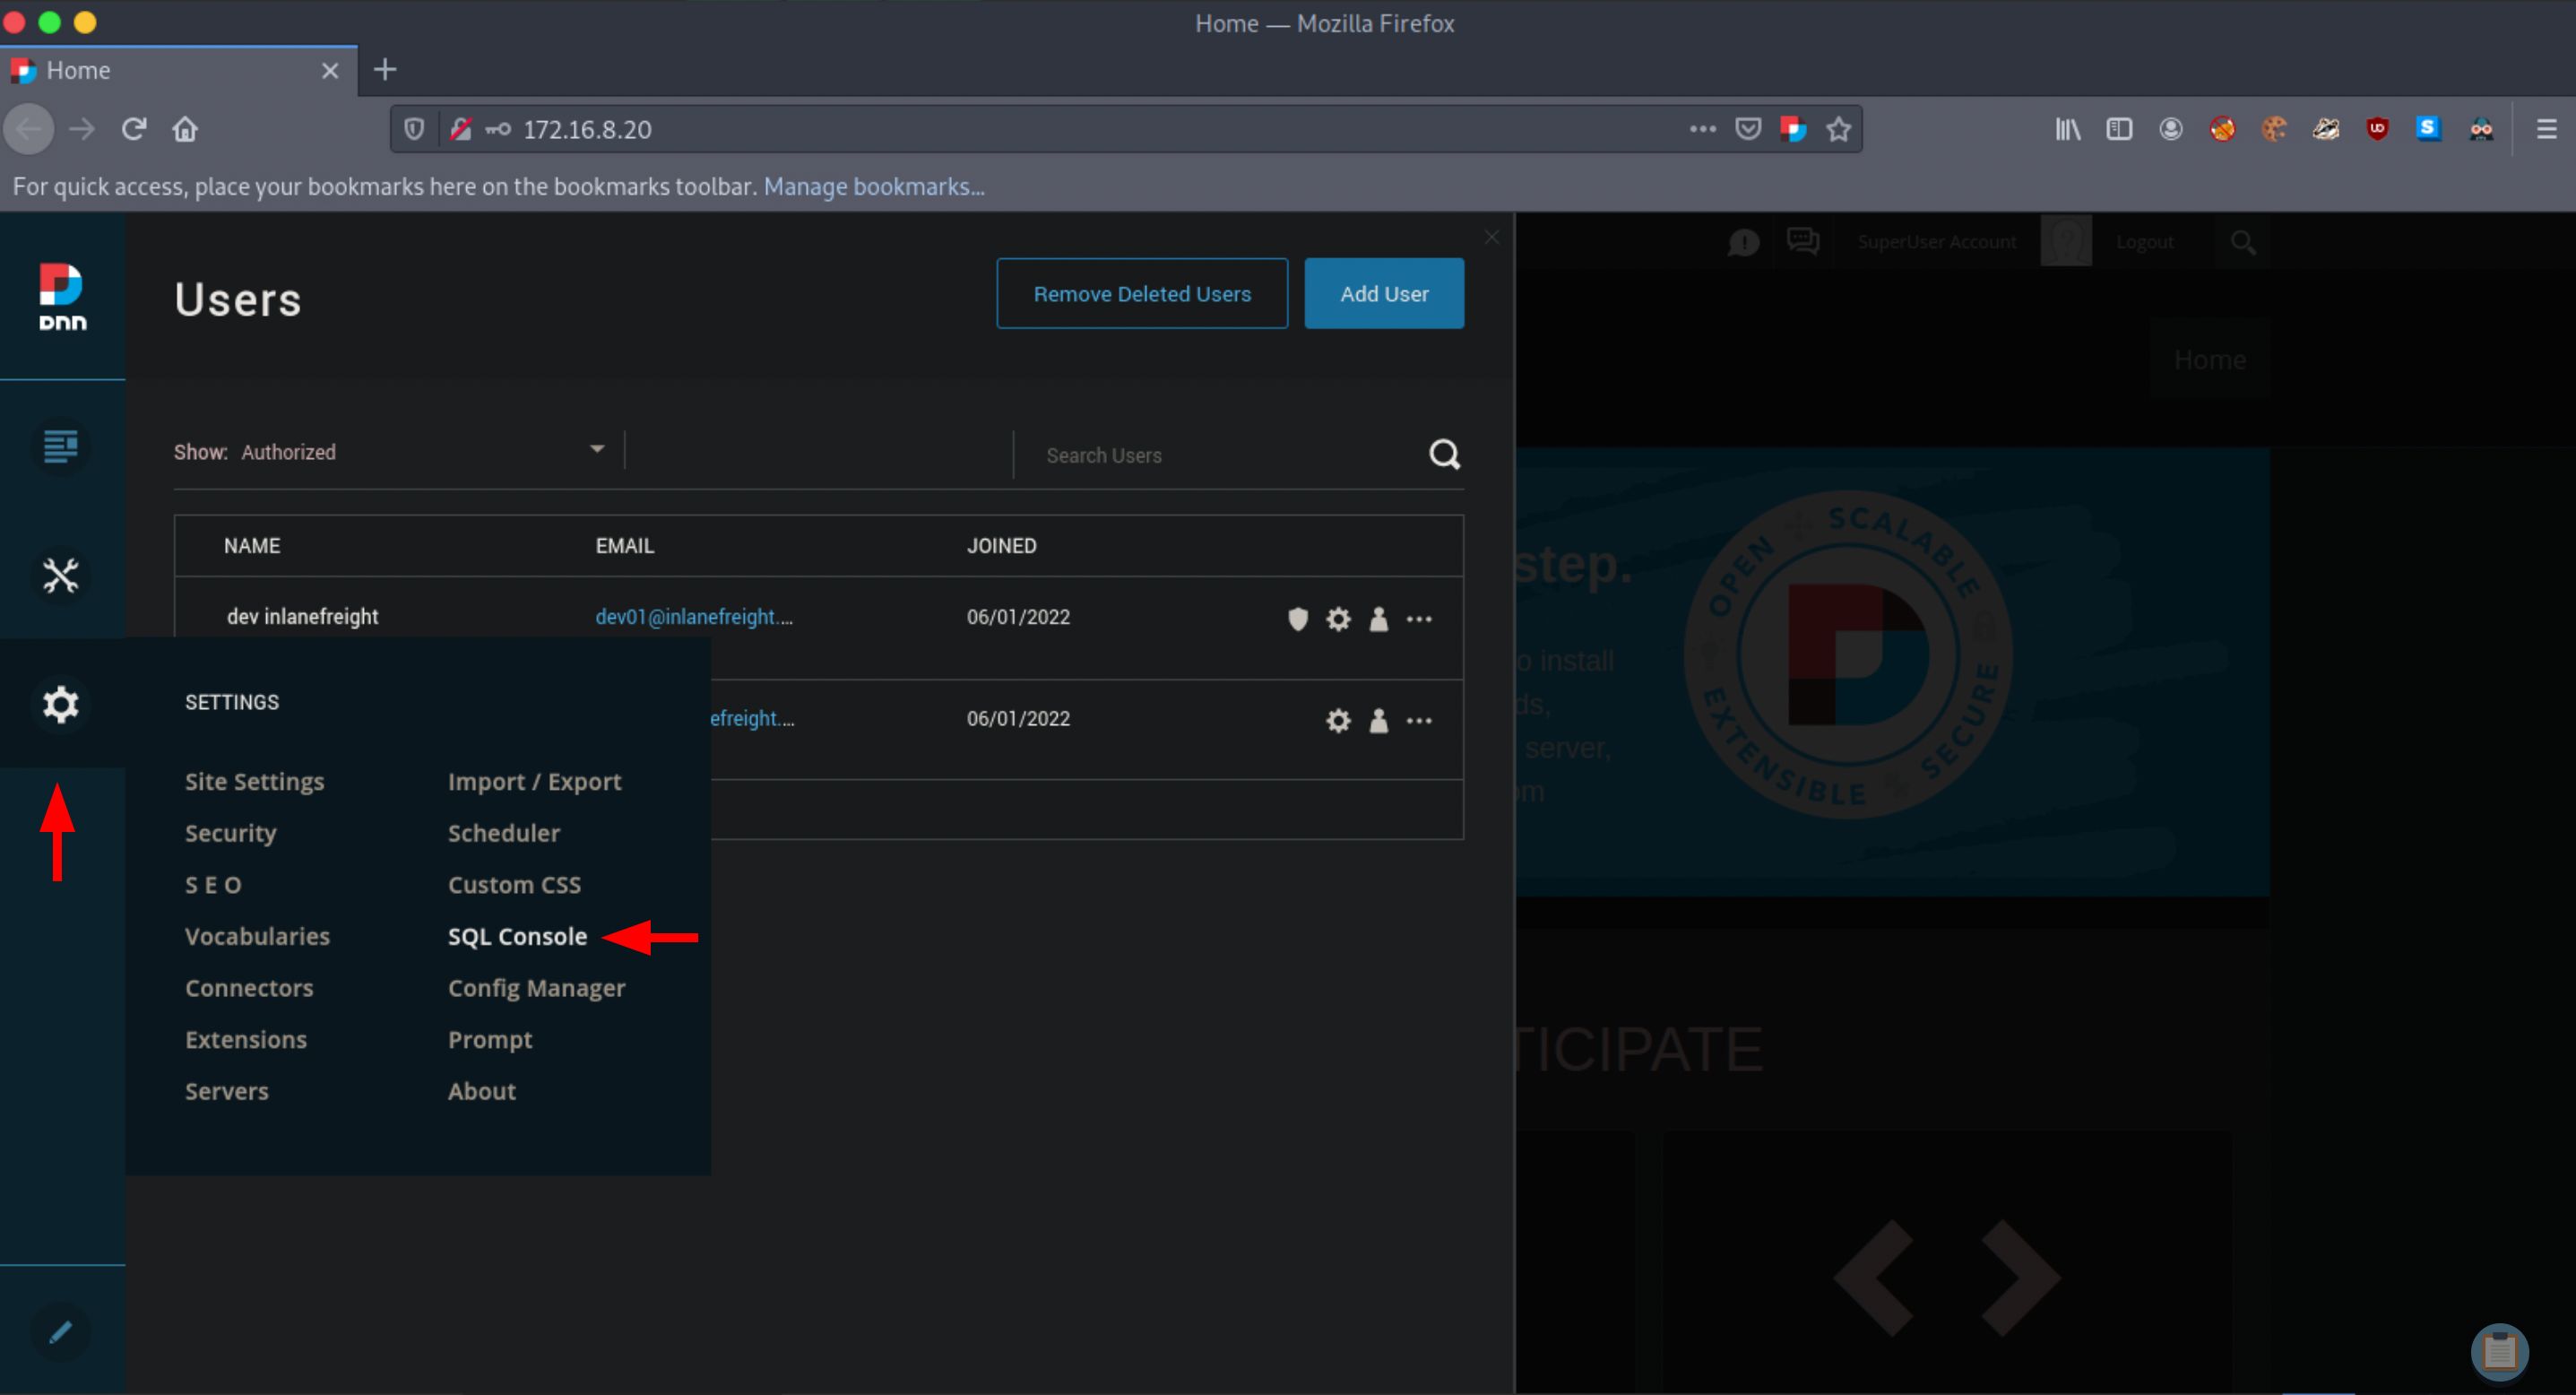 Home — Mozilla Firefox
Home
172.16.8.20
For quick access, place your bookmarks here on the bookmarks toolbar. Manage bookmarks...
SuperUser Account Logout
DNN
Users
Remove Deleted Users Add User
Home
Show: Authorized Search Users
NAME EMAIL JOINED
dev inlanefreight dev01@inlanefreight.... 06/01/2022
efreight.... 06/01/2022
SETTINGS
Site Settings Import / Export
Security Scheduler
S E O Custom CSS
Vocabularies SQL Console
Connectors Config Manager
Extensions Prompt
Servers About
step.
o install
ds,
server,
om
OPEN SCALABLE SECURE EXTENSIBLE
TICIPATE